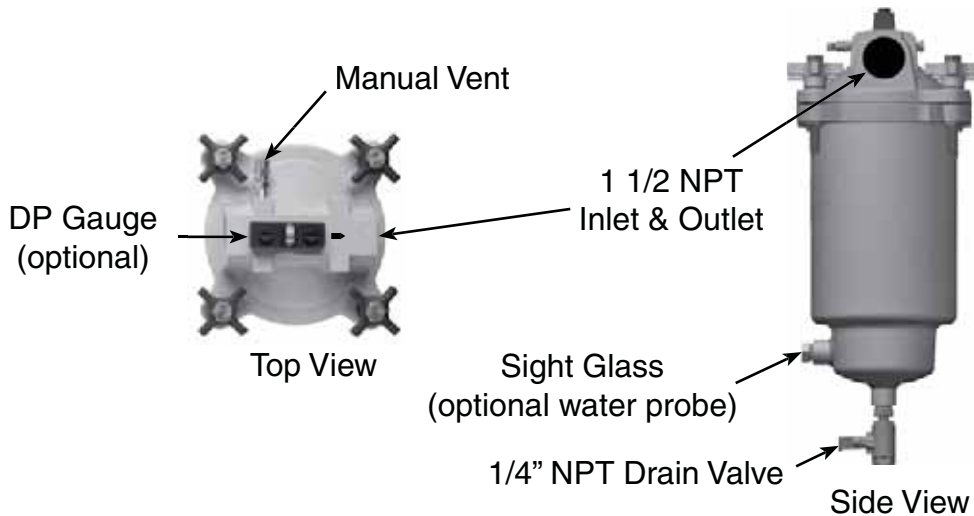 Manual Vent
DP Gauge
(optional)
1 1/2 NPT
Inlet & Outlet
Top View
Sight Glass
(optional water probe)
1/4” NPT Drain Valve
Side View